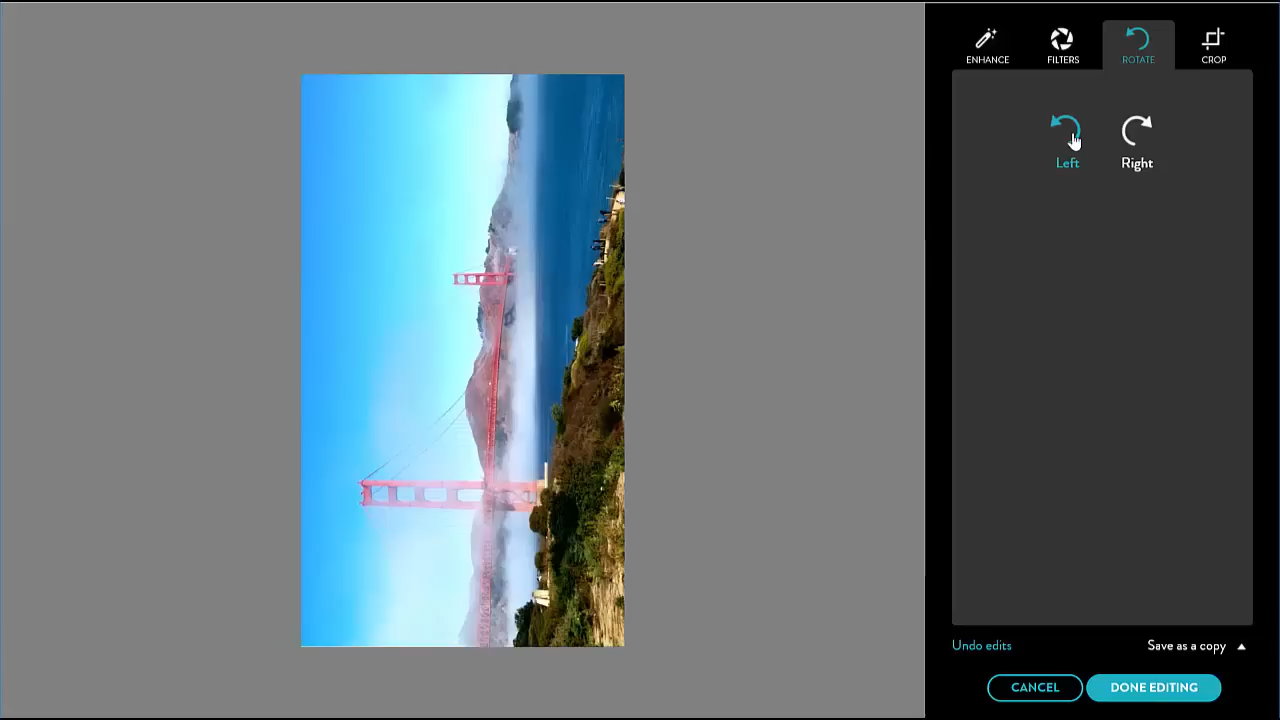 ENHANCE FILTERS ROTATE CROP
Left Right
Undo edits Save as a copy
CANCEL DONE EDITING